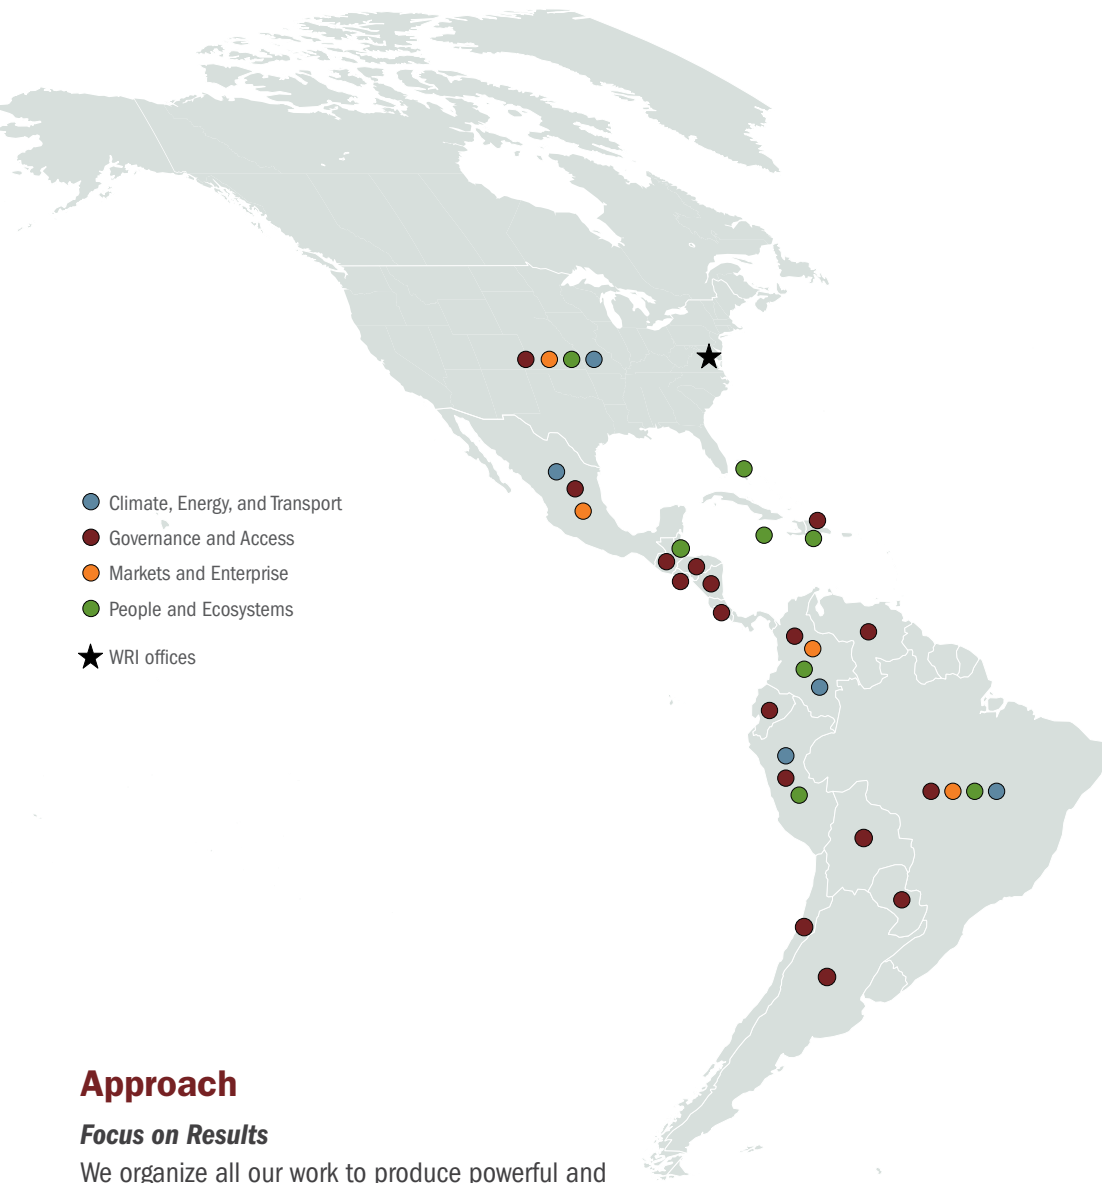 Climate, Energy, and Transport
Governance and Access
Markets and Enterprise
People and Ecosystems
WRI offices
Approach
Focus on Results
We organize all our work to produce powerful and